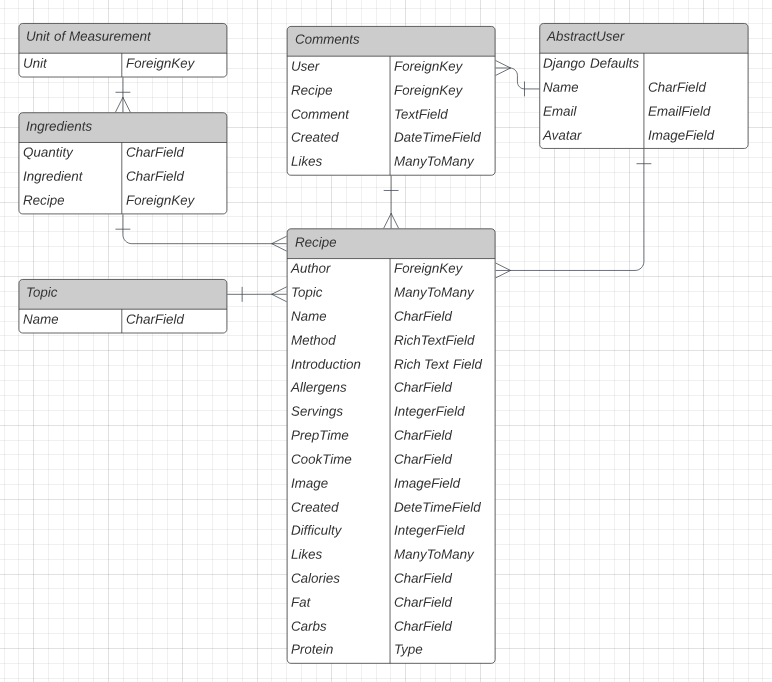 Unit of Measurement
Unit ForeignKey
Ingredients
Quantity CharField
Ingredient CharField
Recipe ForeignKey
Topic
Name CharField
Comments
User ForeignKey
Recipe ForeignKey
Comment TextField
Created DateTimeField
Likes ManyToMany
AbstractUser
Django Defaults
Name CharField
Email EmailField
Avatar ImageField
Recipe
Author ForeignKey
Topic ManyToMany
Name CharField
Method RichTextField
Introduction Rich Text Field
Allergens CharField
Servings IntegerField
PrepTime CharField
CookTime CharField
Image ImageField
Created DeteTimeField
Difficulty IntegerField
Likes ManyToMany
Calories CharField
Fat CharField
Carbs CharField
Protein Type